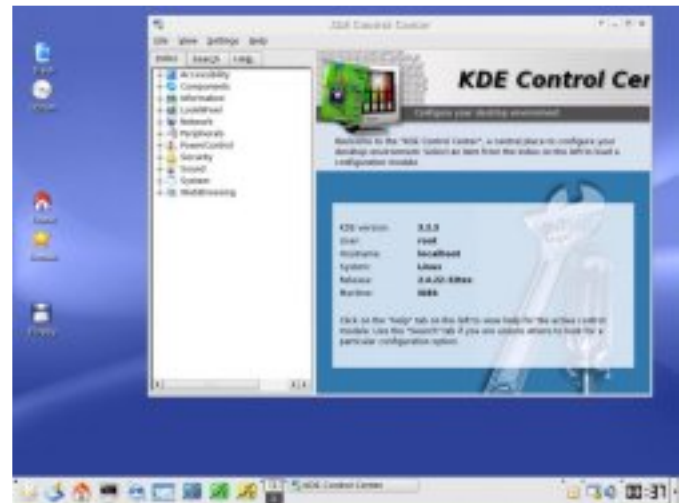 KDE Control Center
View Settings Help
Index Search Help
Accessibility
Components
Information
LookNFeel
Network
Peripherals
PowerControl
Security
Sound
System
WebBrowsing
KDE Control Cen
Configure your desktop environment.
Welcome to the "KDE Control Center", a central place to configure your
desktop environment. Select an item from the index on the left to load a
configuration module.
KDE version:
User: root
Hostname: localhost
System: Linux
Release:
Machine: i686
Click on the "Help" tab on the left to view help for the active control
module. Use the "Search" tab if you are unsure where to look for a
particular configuration option.
KDE Control Center
00:31